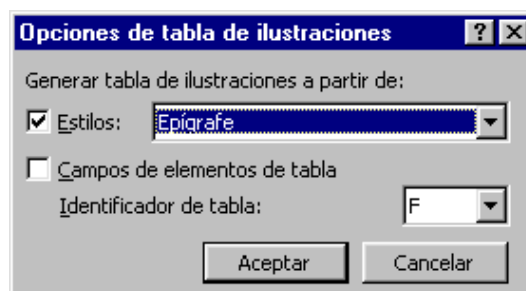 Opciones de tabla de ilustraciones
Generar tabla de ilustraciones a partir de:
Estilos: Epígrafe
Campos de elementos de tabla
Identificador de tabla: F
Aceptar Cancelar